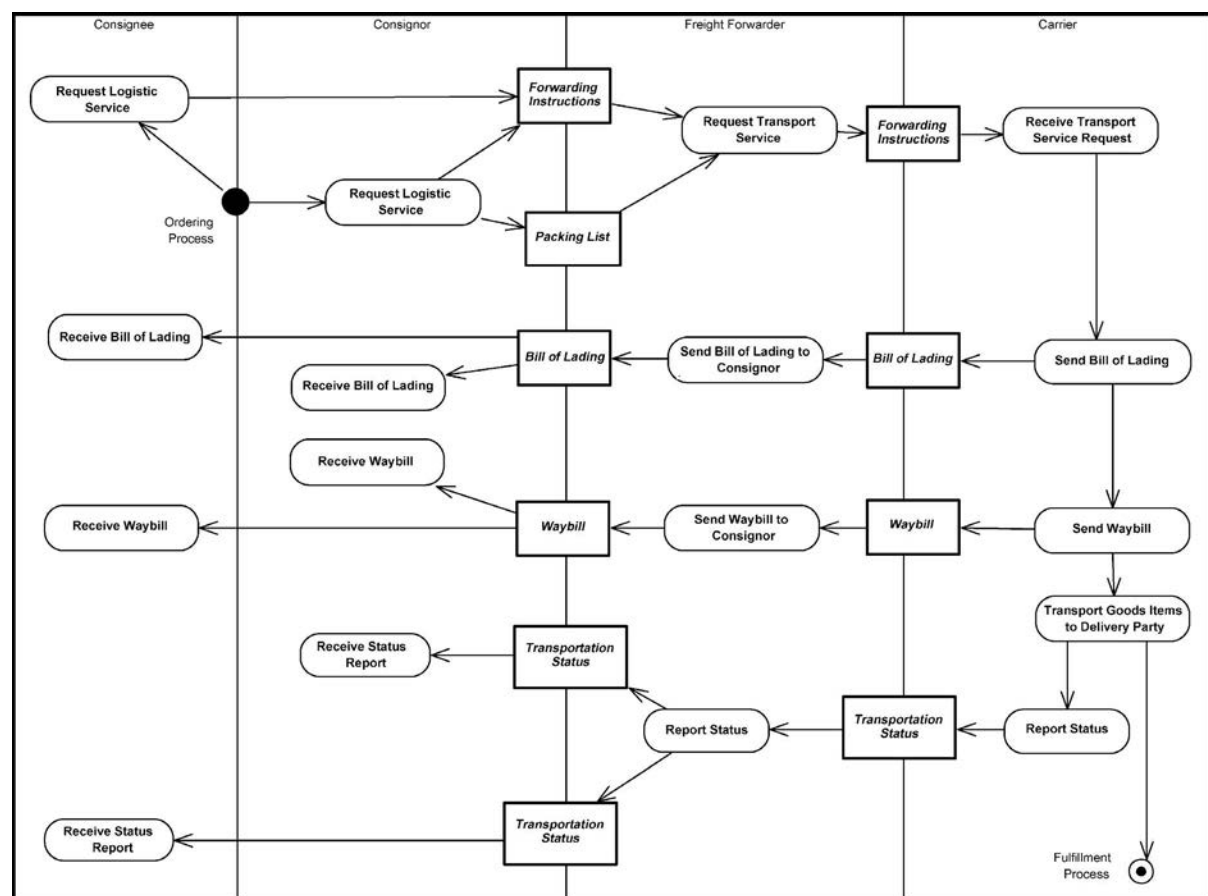 Consignee
Consignor
Freight Forwarder
Carrier
Request Logistic
Service
Forwarding
Instructions
Request Transport
Service
Forwarding
Instructions
Receive Transport
Service Request
Ordering
Process
Request Logistic
Service
Packing List
Receive Bill of Lading
Receive Bill of Lading
Bill of Lading
Send Bill of Lading to
Consignor
Bill of Lading
Send Bill of Lading
Receive Waybill
Receive Waybill
Waybill
Send Waybill to
Consignor
Waybill
Send Waybill
Transport Goods Items
to Delivery Party
Receive Status
Report
Transportation
Status
Report Status
Transportation
Status
Report Status
Receive Status
Report
Transportation
Status
Fulfillment
Process